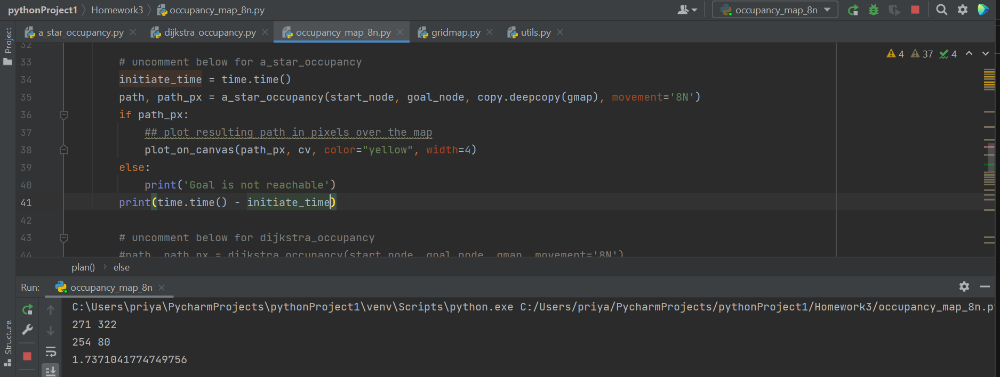 pythonProject1 Homework3 occupancy_map_8n.py occupancy_map_8n
Project
a_star_occupancy.py dijkstra_occupancy.py occupancy_map_8n.py gridmap.py utils.py
32
4 37 4
33 # uncomment below for a_star_occupancy
34 initiate_time = time.time()
35 path, path_px = a_star_occupancy(start_node, goal_node, copy.deepcopy(gmap), movement='8N')
36 if path_px:
37 ## plot resulting path in pixels over the map
38 plot_on_canvas(path_px, cv, color="yellow", width=4)
39 else:
40 print('Goal is not reachable')
41 print(time.time() - initiate_time)
42
43 # uncomment below for dijkstra_occupancy
44 #path, path_px = dijkstra_occupancy(start_node, goal_node, gmap, movement='8N')
plan() else
Run: occupancy_map_8n
C:\Users\priya\PycharmProjects\pythonProject1\venv\Scripts\python.exe C:/Users/priya/PycharmProjects/pythonProject1/Homework3/occupancy_map_8n.p
271 322
254 80
1.7371041774749756
Structure